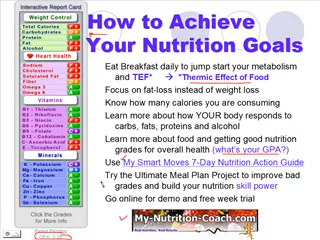 Interactive Report Card
Weight Control
Total Calories
Carbohydrates
Protein
Fat
Alcohol
Heart Health
Sodium
Cholesterol
Saturated Fat
Fiber
Omega 3
Omega 6
Vitamins
B1 - Thiamin
B2 - Riboflavin
B3 - Niacin
B6
B9 - Folate
B12 - Cobalamin
C - Ascorbic Acid
E - Tocopherol
Minerals
K - Potassium
Mg - Magnesium
Ca - Calcium
Fe - Iron
Cu - Copper
Zn - Zinc
P - Phosphorus
Se - Selenium
Click the Grades
for More Info
How to Achieve
Your Nutrition Goals
Eat Breakfast daily to jump start your metabolism
and TEF* → *Thermic Effect of Food
Focus on fat-loss instead of weight loss
Know how many calories you are consuming
Learn more about how YOUR body responds to
carbs, fats, proteins and alcohol
Learn more about food and getting good nutrition
grades for overall health (what's your GPA?)
Use My Smart Moves 7-Day Nutrition Action Guide
Try the Ultimate Meal Plan Project to improve bad
grades and build your nutrition skill power
Go online for demo and free week trial
My-Nutrition-Coach.com